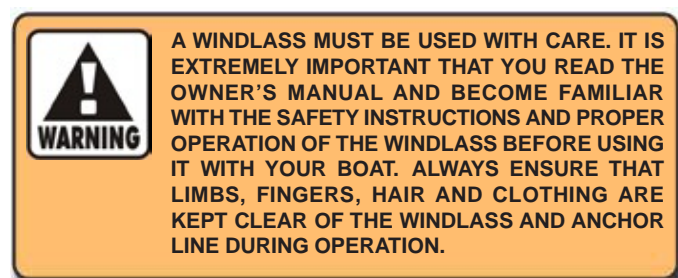 WARNING
A WINDLASS MUST BE USED WITH CARE. IT IS
EXTREMELY IMPORTANT THAT YOU READ THE
OWNER'S MANUAL AND BECOME FAMILIAR
WITH THE SAFETY INSTRUCTIONS AND PROPER
OPERATION OF THE WINDLASS BEFORE USING
IT WITH YOUR BOAT. ALWAYS ENSURE THAT
LIMBS, FINGERS, HAIR AND CLOTHING ARE
KEPT CLEAR OF THE WINDLASS AND ANCHOR
LINE DURING OPERATION.